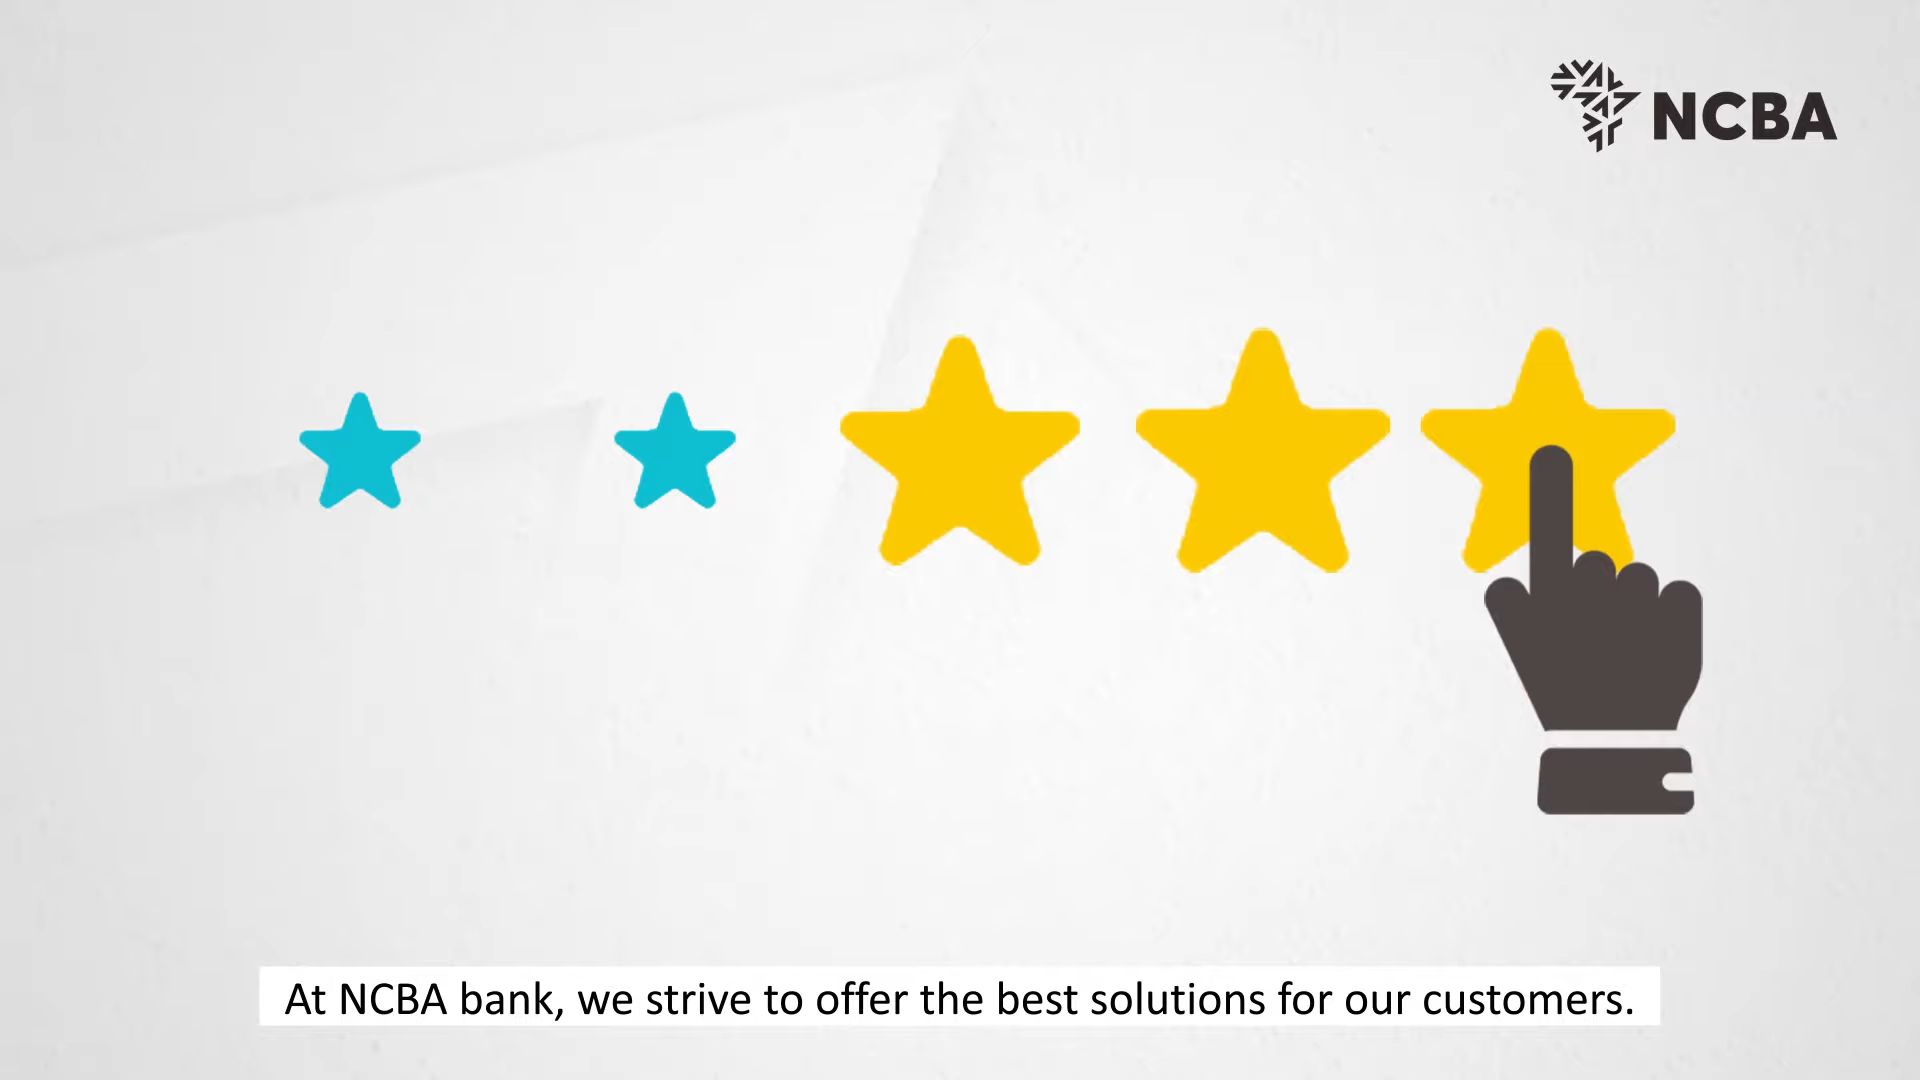 NCBA
At NCBA bank, we strive to offer the best solutions for our customers.